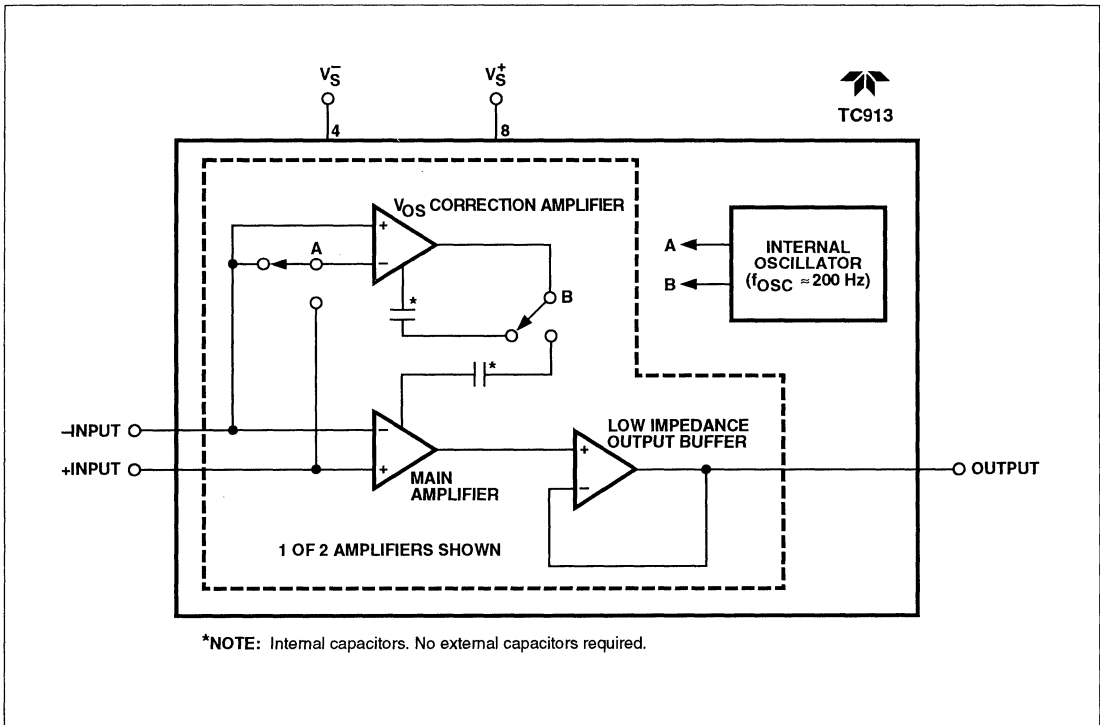 V_S^-
V_S^+
TC913
4
8
V_OS CORRECTION AMPLIFIER
+
A
−
*
B
A
B
INTERNAL
OSCILLATOR
(f_OSC ≈ 200 Hz)
*
–INPUT
−
+INPUT
+
MAIN
AMPLIFIER
LOW IMPEDANCE
OUTPUT BUFFER
+
−
OUTPUT
1 OF 2 AMPLIFIERS SHOWN
*NOTE: Internal capacitors. No external capacitors required.